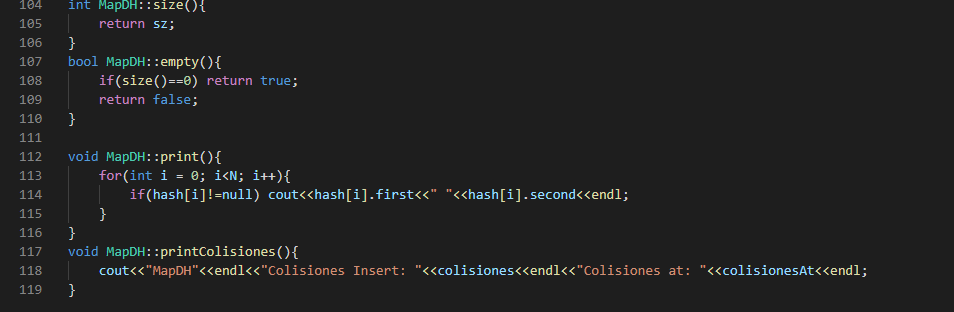 104 int MapDH::size(){
105 return sz;
106 }
107 bool MapDH::empty(){
108 if(size()==0) return true;
109 return false;
110 }
111
112 void MapDH::print(){
113 for(int i = 0; i<N; i++){
114 if(hash[i]!=null) cout<<hash[i].first<<" "<<hash[i].second<<endl;
115 }
116 }
117 void MapDH::printColisiones(){
118 cout<<"MapDH"<<endl<<"Colisiones Insert: "<<colisiones<<endl<<"Colisiones at: "<<colisionesAt<<endl;
119 }